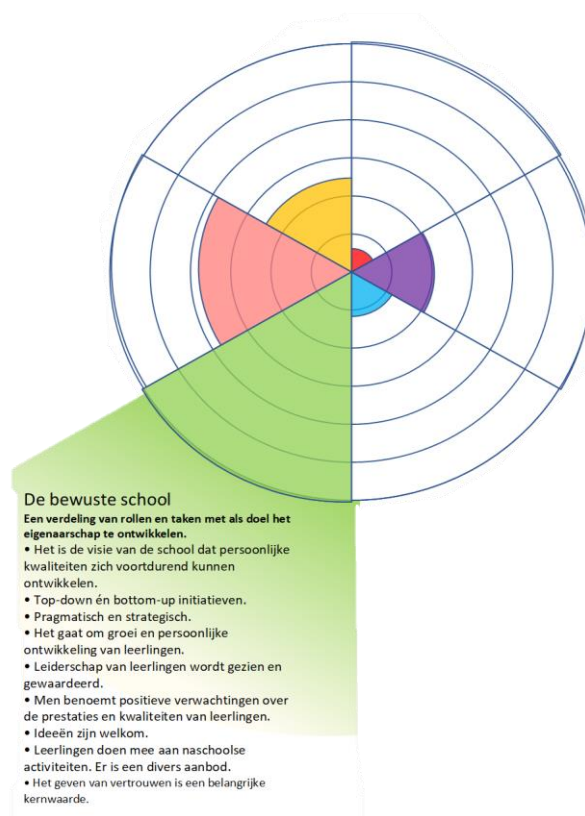 De bewuste school
Een verdeling van rollen en taken met als doel het
eigenaarschap te ontwikkelen.
• Het is de visie van de school dat persoonlijke
kwaliteiten zich voortdurend kunnen
ontwikkelen.
• Top-down én bottom-up initiatieven.
• Pragmatisch en strategisch.
• Het gaat om groei en persoonlijke
ontwikkeling van leerlingen.
• Leiderschap van leerlingen wordt gezien en
gewaardeerd.
• Men benoemt positieve verwachtingen over
de prestaties en kwaliteiten van leerlingen.
• Ideeën zijn welkom.
• Leerlingen doen mee aan naschoolse
activiteiten. Er is een divers aanbod.
• Het geven van vertrouwen is een belangrijke
kernwaarde.